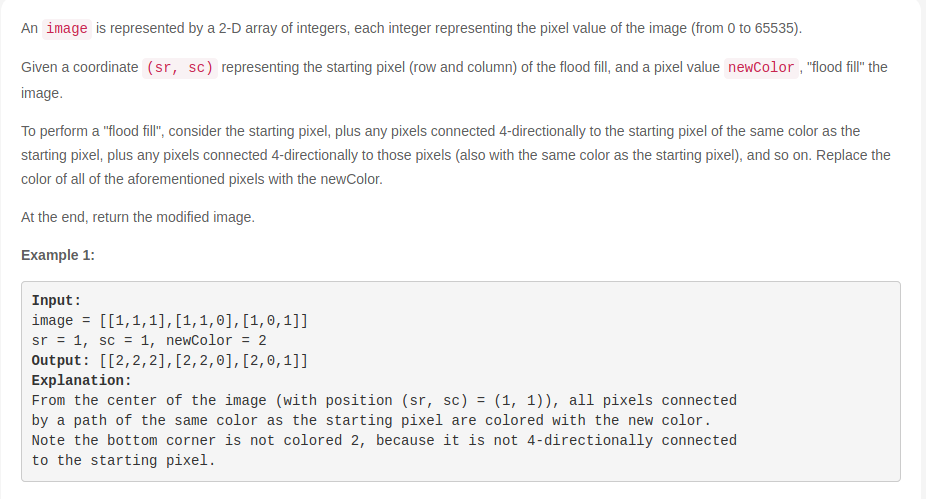 An image is represented by a 2-D array of integers, each integer representing the pixel value of the image (from 0 to 65535).
Given a coordinate (sr, sc) representing the starting pixel (row and column) of the flood fill, and a pixel value newColor, "flood fill" the
image.
To perform a "flood fill", consider the starting pixel, plus any pixels connected 4-directionally to the starting pixel of the same color as the
starting pixel, plus any pixels connected 4-directionally to those pixels (also with the same color as the starting pixel), and so on. Replace the
color of all of the aforementioned pixels with the newColor.
At the end, return the modified image.
Example 1:
Input:
image = [[1,1,1],[1,1,0],[1,0,1]]
sr = 1, sc = 1, newColor = 2
Output: [[2,2,2],[2,2,0],[2,0,1]]
Explanation:
From the center of the image (with position (sr, sc) = (1, 1)), all pixels connected
by a path of the same color as the starting pixel are colored with the new color.
Note the bottom corner is not colored 2, because it is not 4-directionally connected
to the starting pixel.